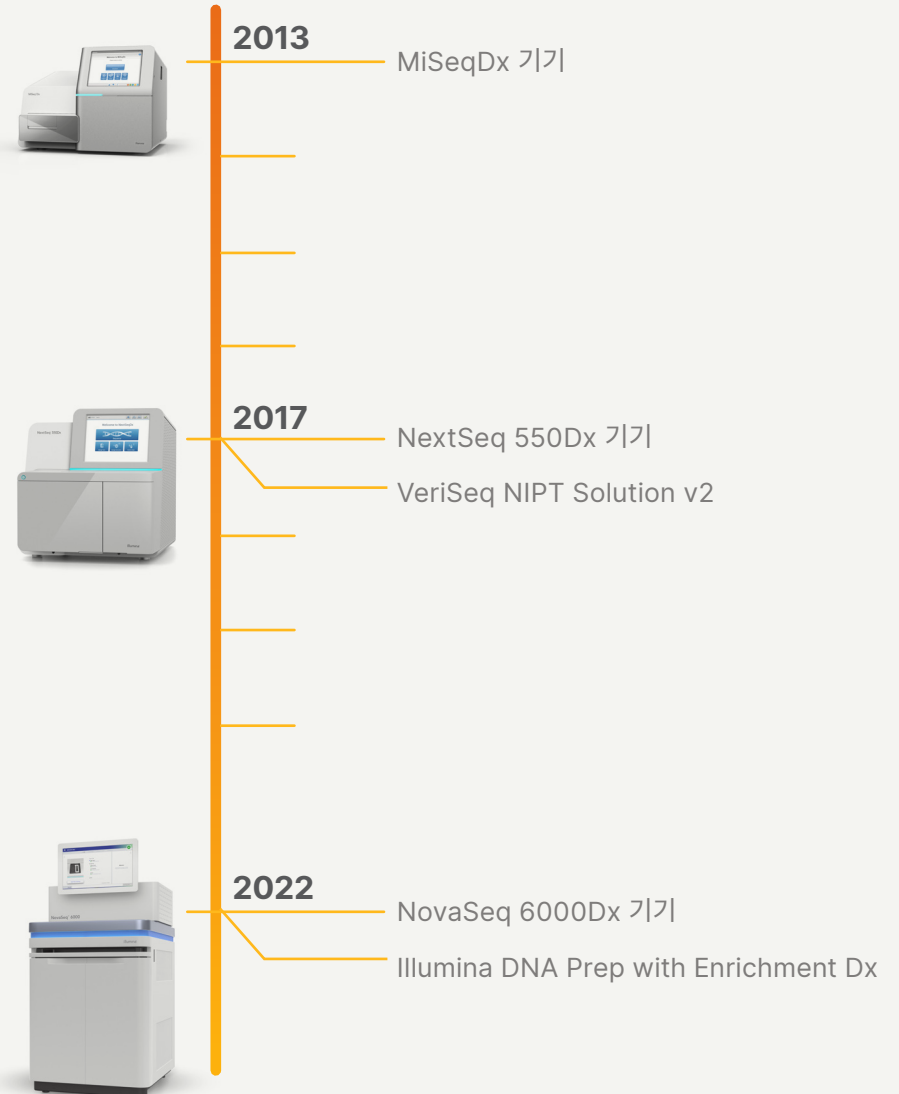 2013
MiSeqDx 기기
2017
NextSeq 550Dx 기기
VeriSeq NIPT Solution v2
2022
NovaSeq 6000Dx 기기
Illumina DNA Prep with Enrichment Dx